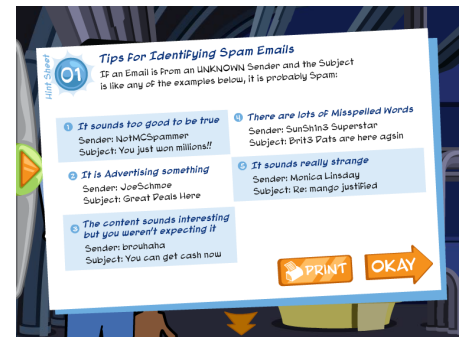 Hint Sheet
01
Tips for Identifying Spam Emails
If an Email is from an UNKNOWN Sender and the Subject
is like any of the examples below, it is probably Spam:
1 It sounds too good to be true
Sender: NotMCSpammer
Subject: You just won millions!!
2 It is Advertising something
Sender: JoeSchmoe
Subject: Great Deals Here
3 The content sounds interesting
but you weren't expecting it
Sender: brouhaha
Subject: You can get cash now
4 There are lots of Misspelled Words
Sender: SunSh1n3 Superstar
Subject: Brit3 Pats are here agsin
5 It sounds really strange
Sender: Monica Linsday
Subject: Re: mango justified
PRINT
OKAY